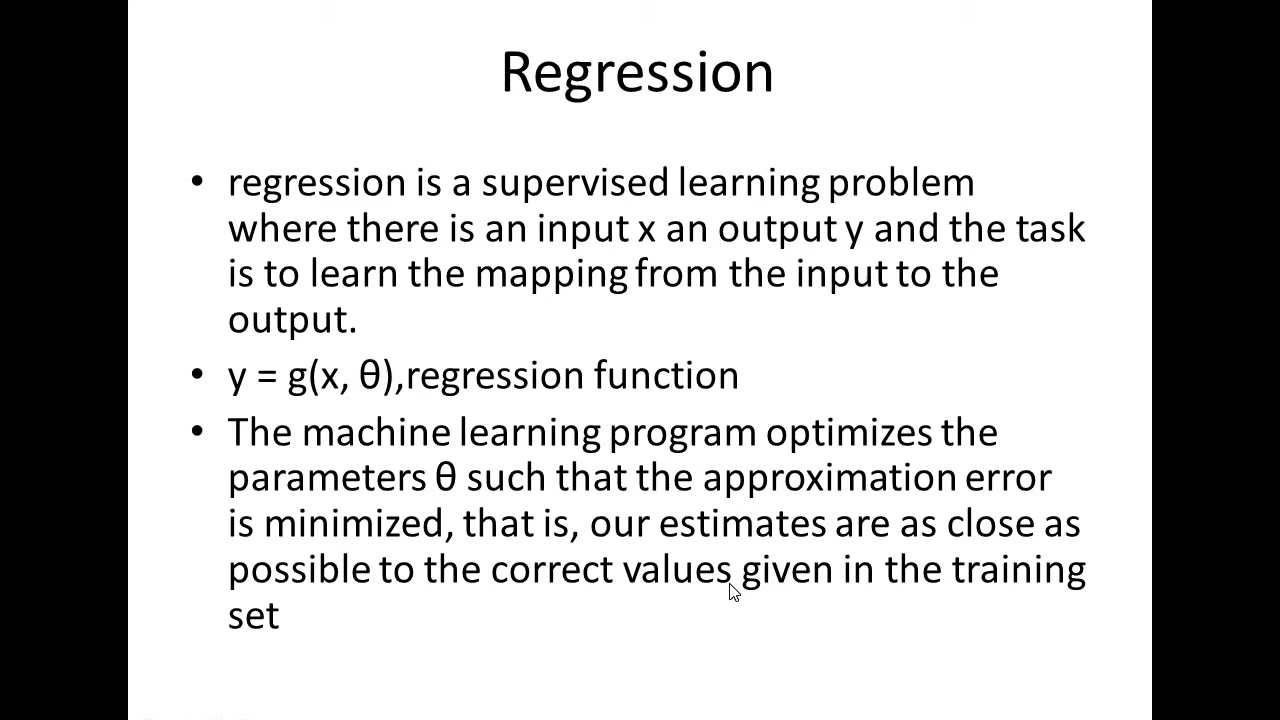 Regression
• regression is a supervised learning problem
where there is an input x an output y and the task
is to learn the mapping from the input to the
output.
• y = g(x, θ),regression function
• The machine learning program optimizes the
parameters θ such that the approximation error
is minimized, that is, our estimates are as close as
possible to the correct values given in the training
set